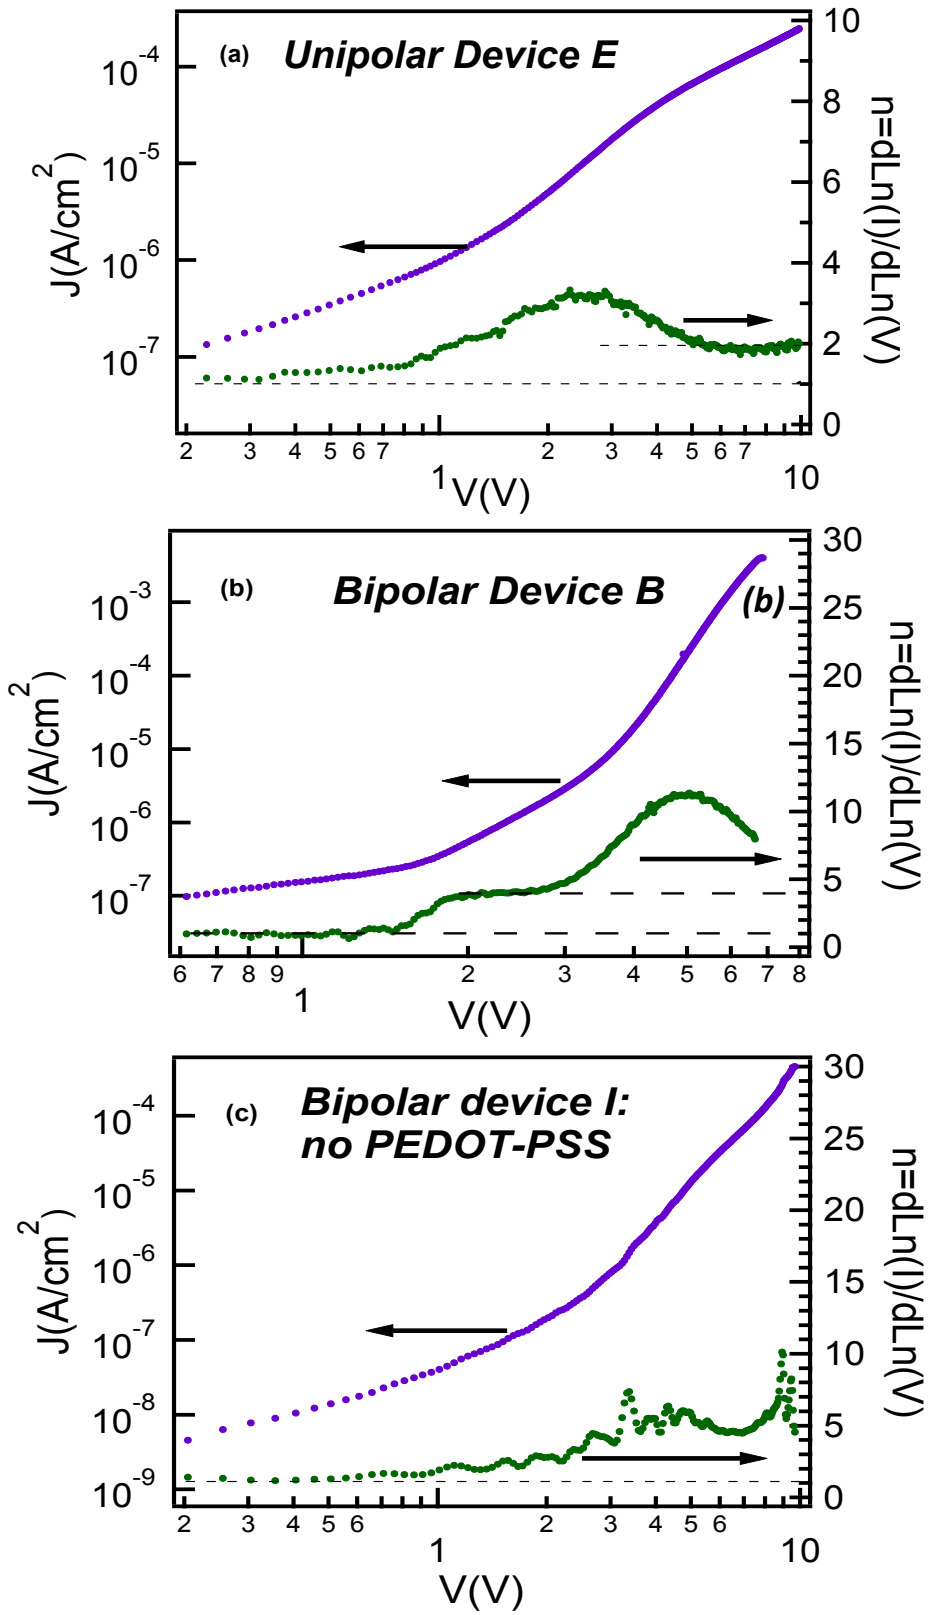 (a) Unipolar Device E
J(A/cm²)
10⁻⁴
10⁻⁵
10⁻⁶
10⁻⁷
10
8
6
4
2
0
n=dLn(I)/dLn(V)
2 3 4 5 6 7 1 2 3 4 5 6 7 10
V(V)
(b) Bipolar Device B (b)
J(A/cm²)
10⁻³
10⁻⁴
10⁻⁵
10⁻⁶
10⁻⁷
30
25
20
15
10
5
0
n=dLn(I)/dLn(V)
6 7 8 9 1 2 3 4 5 6 7 8
V(V)
(c) Bipolar device I:
no PEDOT-PSS
J(A/cm²)
10⁻⁴
10⁻⁵
10⁻⁶
10⁻⁷
10⁻⁸
10⁻⁹
30
25
20
15
10
5
0
n=dLn(I)/dLn(V)
2 3 4 5 6 1 2 3 4 5 6 10
V(V)